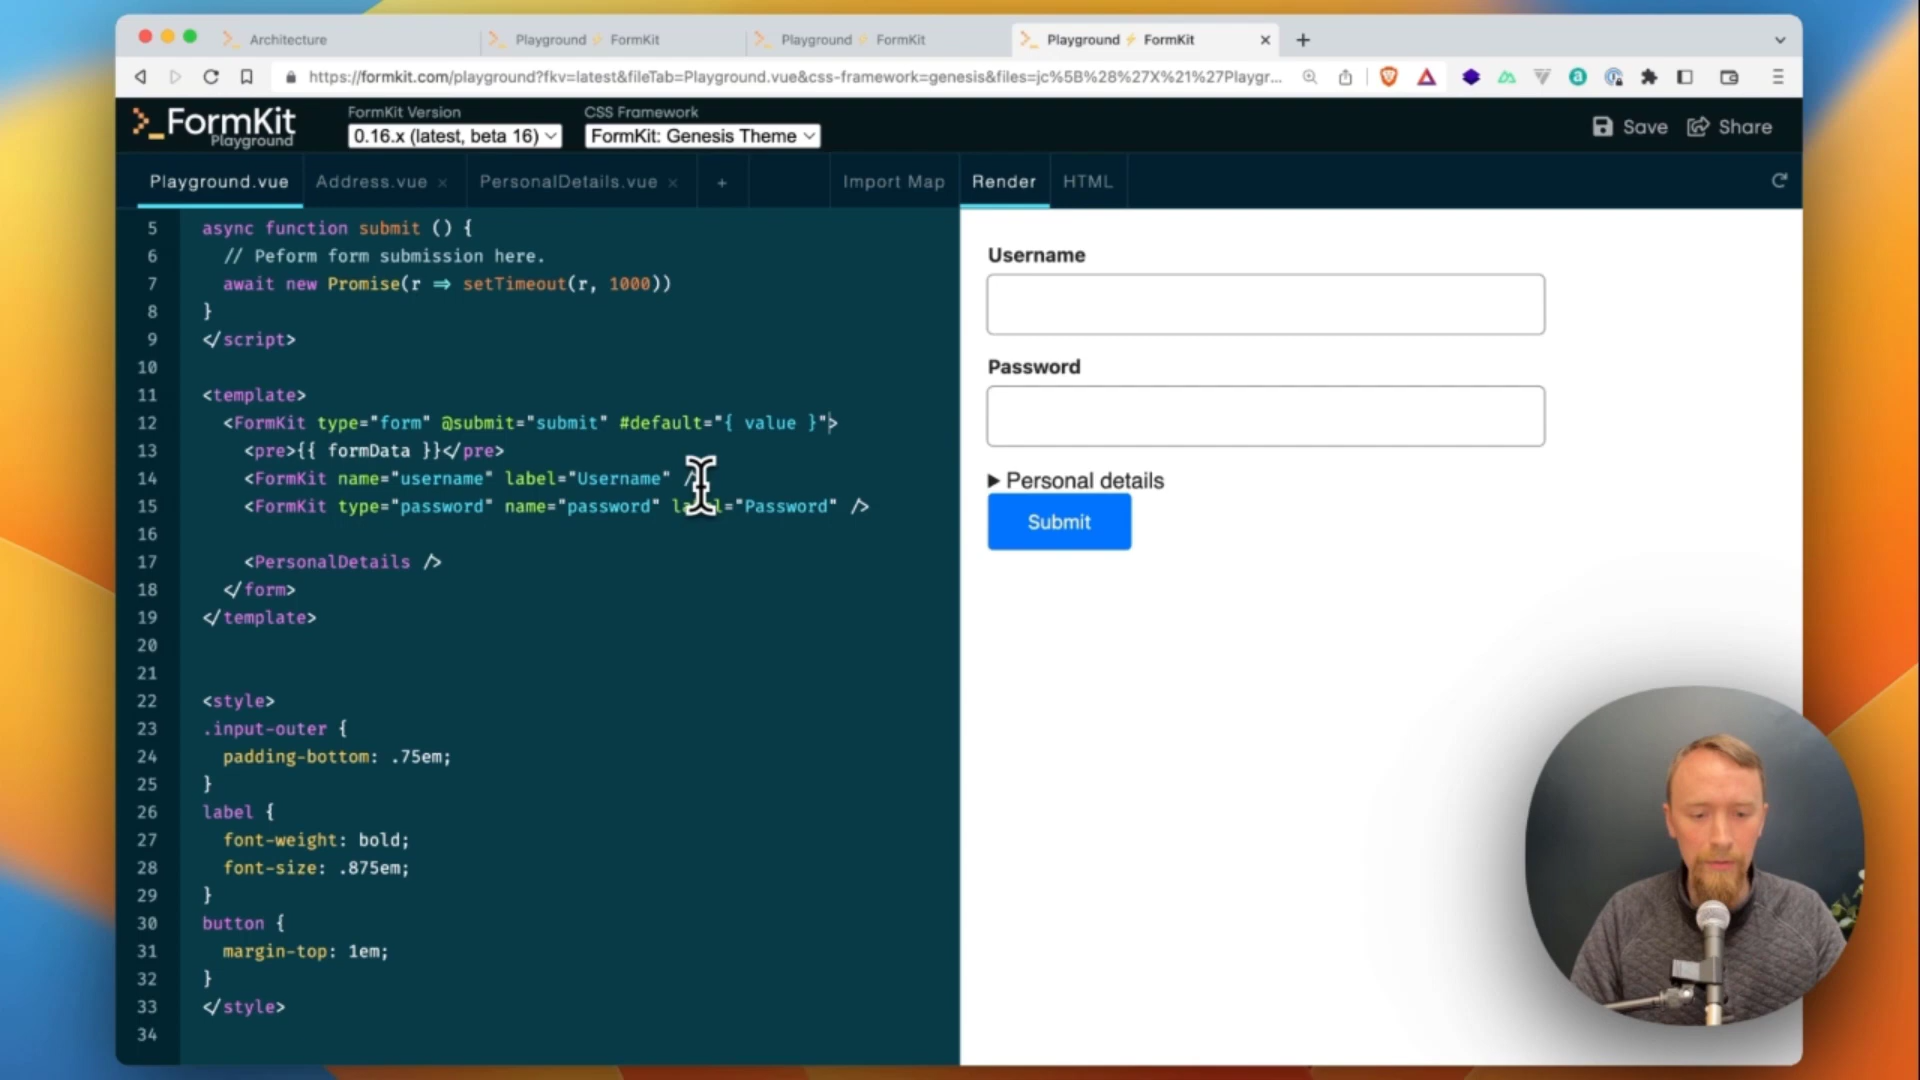 Architecture
Playground ⚡ FormKit
Playground ⚡ FormKit
Playground ⚡ FormKit
https://formkit.com/playground?fkv=latest&fileTab=Playground.vue&css-framework=genesis&files=jc%5B%28%27X%21%27Playgr...
FormKit
Playground
FormKit Version
0.16.x (latest, beta 16)
CSS Framework
FormKit: Genesis Theme
Save
Share
Playground.vue
Address.vue
PersonalDetails.vue
Import Map
Render
HTML
5 async function submit () {
6 // Peform form submission here.
7 await new Promise(r => setTimeout(r, 1000))
8 }
9 </script>
10
11 <template>
12 <FormKit type="form" @submit="submit" #default="{ value }">
13 <pre>{{ formData }}</pre>
14 <FormKit name="username" label="Username" />
15 <FormKit type="password" name="password" label="Password" />
16
17 <PersonalDetails />
18 </form>
19 </template>
20
21
22 <style>
23 .input-outer {
24 padding-bottom: .75em;
25 }
26 label {
27 font-weight: bold;
28 font-size: .875em;
29 }
30 button {
31 margin-top: 1em;
32 }
33 </style>
34
Username
Password
▶ Personal details
Submit